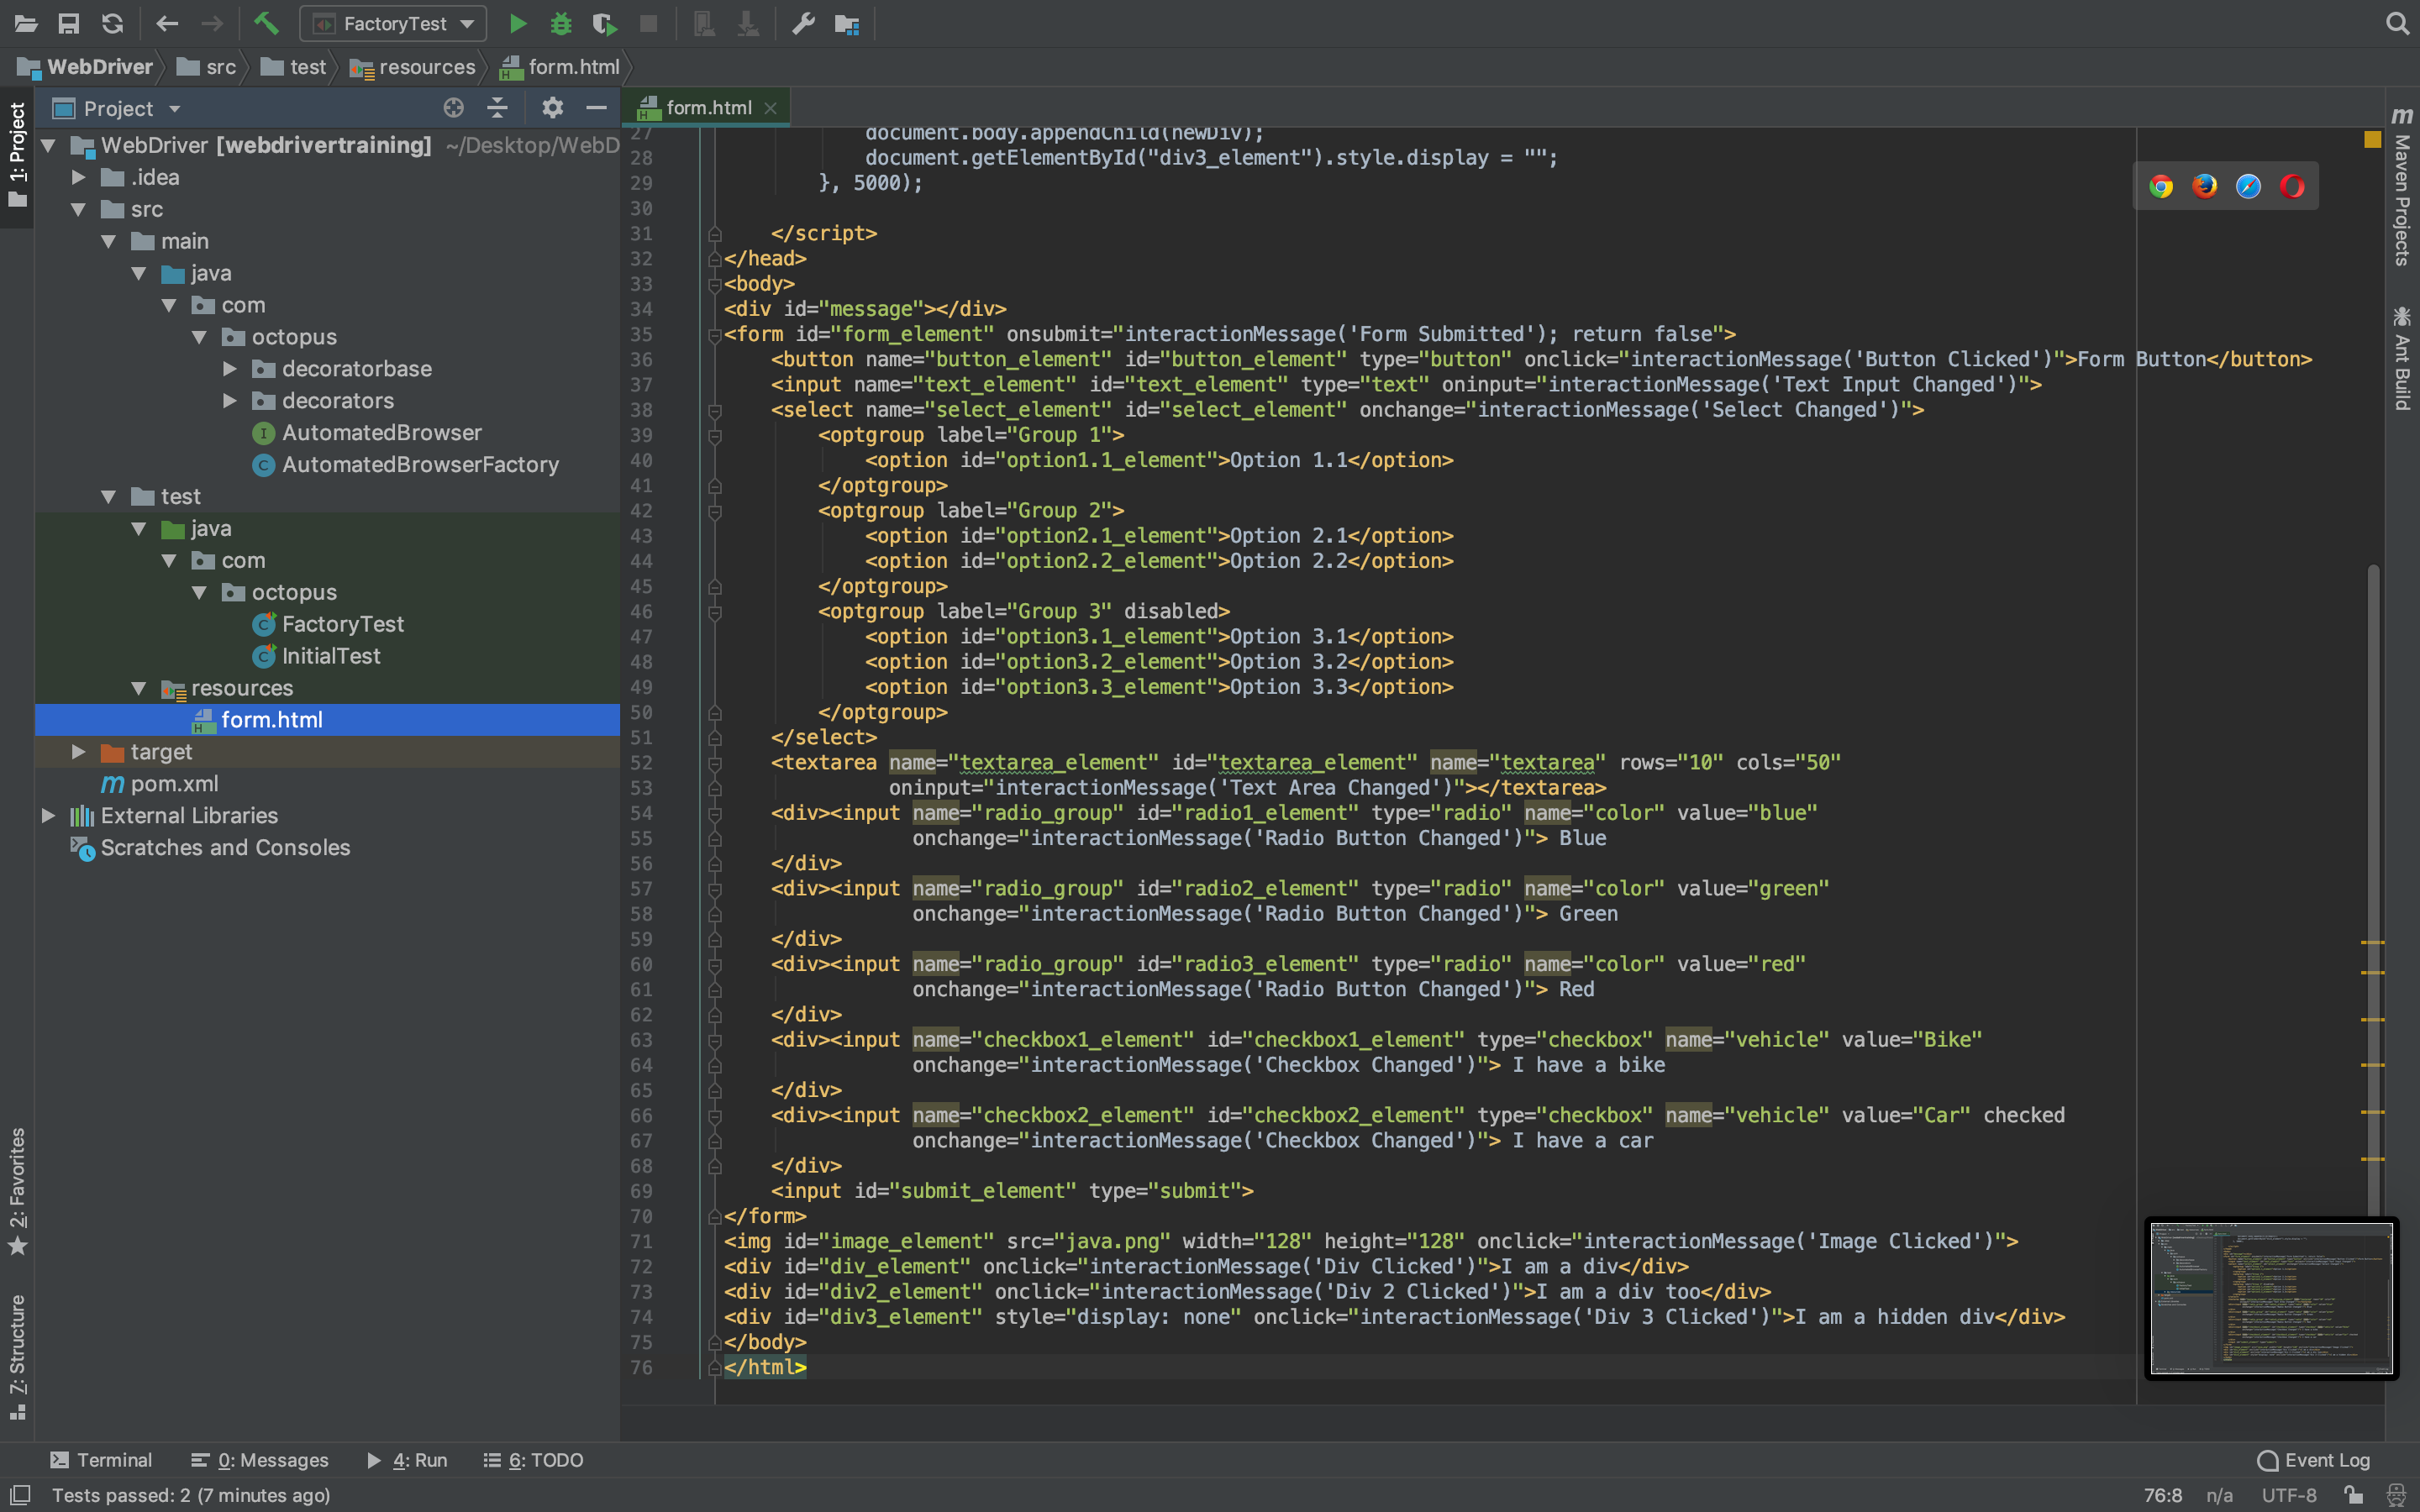 FactoryTest
WebDriver
src
test
resources
form.html
1: Project
Project
form.html
WebDriver [webdrivertraining] ~/Desktop/WebD
.idea
src
main
java
com
octopus
decoratorbase
decorators
AutomatedBrowser
AutomatedBrowserFactory
test
java
com
octopus
FactoryTest
InitialTest
resources
form.html
target
pom.xml
External Libraries
Scratches and Consoles
2: Favorites
7: Structure
27 document.body.appendChild(newDiv);
28 document.getElementById("div3_element").style.display = "";
29 }, 5000);
30
31 </script>
32 </head>
33 <body>
34 <div id="message"></div>
35 <form id="form_element" onsubmit="interactionMessage('Form Submitted'); return false">
36 <button name="button_element" id="button_element" type="button" onclick="interactionMessage('Button Clicked')">Form Button</button>
37 <input name="text_element" id="text_element" type="text" oninput="interactionMessage('Text Input Changed')">
38 <select name="select_element" id="select_element" onchange="interactionMessage('Select Changed')">
39 <optgroup label="Group 1">
40 <option id="option1.1_element">Option 1.1</option>
41 </optgroup>
42 <optgroup label="Group 2">
43 <option id="option2.1_element">Option 2.1</option>
44 <option id="option2.2_element">Option 2.2</option>
45 </optgroup>
46 <optgroup label="Group 3" disabled>
47 <option id="option3.1_element">Option 3.1</option>
48 <option id="option3.2_element">Option 3.2</option>
49 <option id="option3.3_element">Option 3.3</option>
50 </optgroup>
51 </select>
52 <textarea name="textarea_element" id="textarea_element" name="textarea" rows="10" cols="50"
53 oninput="interactionMessage('Text Area Changed')"></textarea>
54 <div><input name="radio_group" id="radio1_element" type="radio" name="color" value="blue"
55 onchange="interactionMessage('Radio Button Changed')"> Blue
56 </div>
57 <div><input name="radio_group" id="radio2_element" type="radio" name="color" value="green"
58 onchange="interactionMessage('Radio Button Changed')"> Green
59 </div>
60 <div><input name="radio_group" id="radio3_element" type="radio" name="color" value="red"
61 onchange="interactionMessage('Radio Button Changed')"> Red
62 </div>
63 <div><input name="checkbox1_element" id="checkbox1_element" type="checkbox" name="vehicle" value="Bike"
64 onchange="interactionMessage('Checkbox Changed')"> I have a bike
65 </div>
66 <div><input name="checkbox2_element" id="checkbox2_element" type="checkbox" name="vehicle" value="Car" checked
67 onchange="interactionMessage('Checkbox Changed')"> I have a car
68 </div>
69 <input id="submit_element" type="submit">
70 </form>
71 <img id="image_element" src="java.png" width="128" height="128" onclick="interactionMessage('Image Clicked')">
72 <div id="div_element" onclick="interactionMessage('Div Clicked')">I am a div</div>
73 <div id="div2_element" onclick="interactionMessage('Div 2 Clicked')">I am a div too</div>
74 <div id="div3_element" style="display: none" onclick="interactionMessage('Div 3 Clicked')">I am a hidden div</div>
75 </body>
76 </html>
Maven Projects
Ant Build
Terminal
0: Messages
4: Run
6: TODO
Event Log
Tests passed: 2 (7 minutes ago)
76:8
n/a
UTF-8